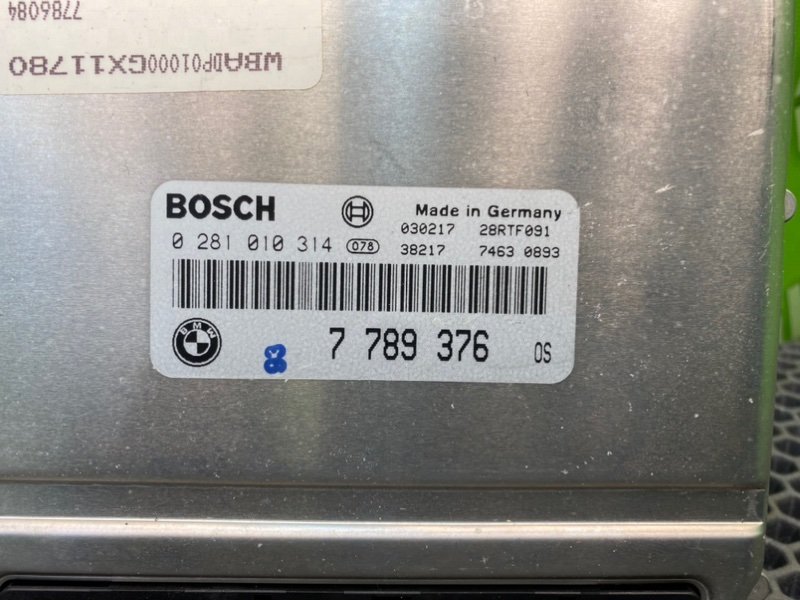 7786084
WBADP01000GX11780
BOSCH
Made in Germany
030217 28RTF091
0 281 010 314 078
38217 7463 0893
BMW
8 7 789 376 OS